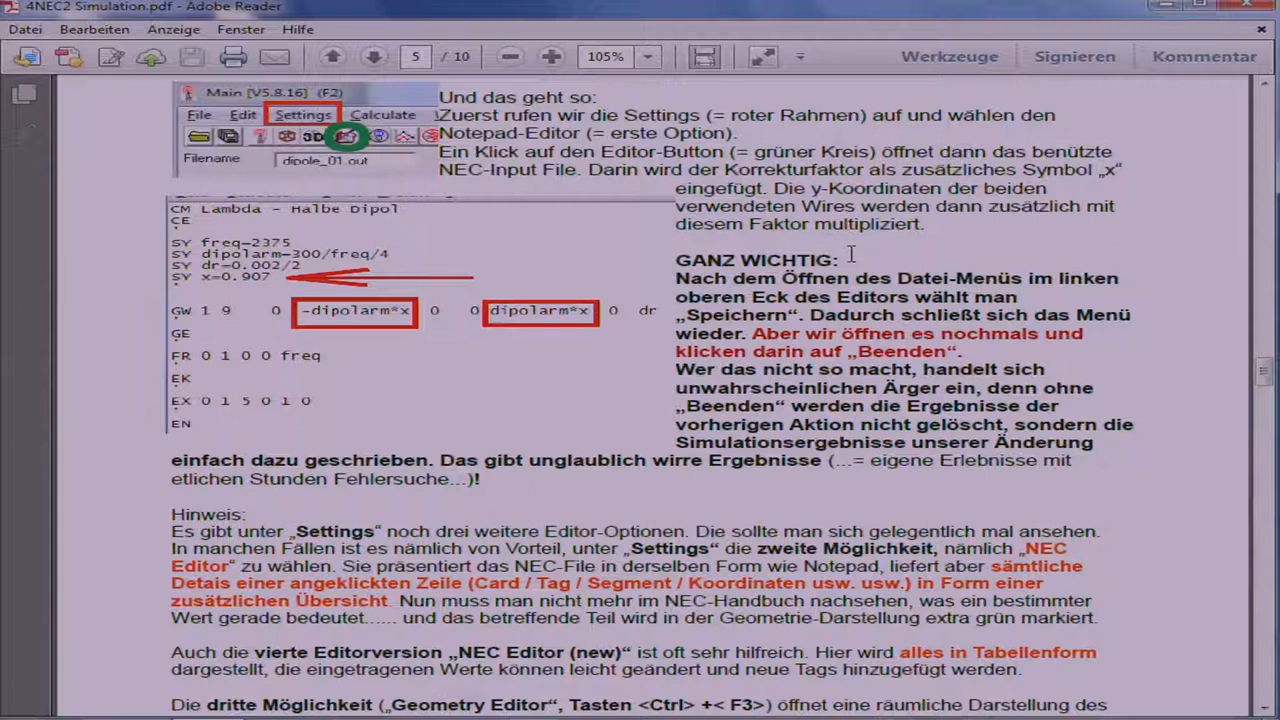 4NEC2 Simulation.pdf - Adobe Reader
Datei Bearbeiten Anzeige Fenster Hilfe
5 / 10 105% Werkzeuge Signieren Kommentar
Main [V5.8.16] (F2)
File Edit Settings Calculate
3D
Filename dipole_01.out
Und das geht so:
Zuerst rufen wir die Settings (= roter Rahmen) auf und wählen den
Notepad-Editor (= erste Option).
Ein Klick auf den Editor-Button (= grüner Kreis) öffnet dann das benützte
NEC-Input File. Darin wird der Korrekturfaktor als zusätzliches Symbol „x“
eingefügt. Die y-Koordinaten der beiden
verwendeten Wires werden dann zusätzlich mit
diesem Faktor multipliziert.
CM Lambda - Halbe Dipol
CE
SY freq=2375
SY dipolarm=300/freq/4
SY dr=0.002/2
SY x=0.907
GW 1 9 0 -dipolarm*x 0 0 dipolarm*x 0 dr
GE
FR 0 1 0 0 freq
EK
EX 0 1 5 0 1 0
EN
GANZ WICHTIG:
Nach dem Öffnen des Datei-Menüs im linken
oberen Eck des Editors wählt man
„Speichern“. Dadurch schließt sich das Menü
wieder. Aber wir öffnen es nochmals und
klicken darin auf „Beenden“.
Wer das nicht so macht, handelt sich
unwahrscheinlichen Ärger ein, denn ohne
„Beenden“ werden die Ergebnisse der
vorherigen Aktion nicht gelöscht, sondern die
Simulationsergebnisse unserer Änderung
einfach dazu geschrieben. Das gibt unglaublich wirre Ergebnisse (...= eigene Erlebnisse mit
etlichen Stunden Fehlersuche...)!
Hinweis:
Es gibt unter „Settings“ noch drei weitere Editor-Optionen. Die sollte man sich gelegentlich mal ansehen.
In manchen Fällen ist es nämlich von Vorteil, unter „Settings“ die zweite Möglichkeit, nämlich „NEC
Editor“ zu wählen. Sie präsentiert das NEC-File in derselben Form wie Notepad, liefert aber sämtliche
Detais einer angeklickten Zeile (Card / Tag / Segment / Koordinaten usw. usw.) in Form einer
zusätzlichen Übersicht. Nun muss man nicht mehr im NEC-Handbuch nachsehen, was ein bestimmter
Wert gerade bedeutet...... und das betreffende Teil wird in der Geometrie-Darstellung extra grün markiert.
Auch die vierte Editorversion „NEC Editor (new)“ ist oft sehr hilfreich. Hier wird alles in Tabellenform
dargestellt, die eingetragenen Werte können leicht geändert und neue Tags hinzugefügt werden.
Die dritte Möglichkeit („Geometry Editor“, Tasten <Ctrl> +< F3>) öffnet eine räumliche Darstellung des